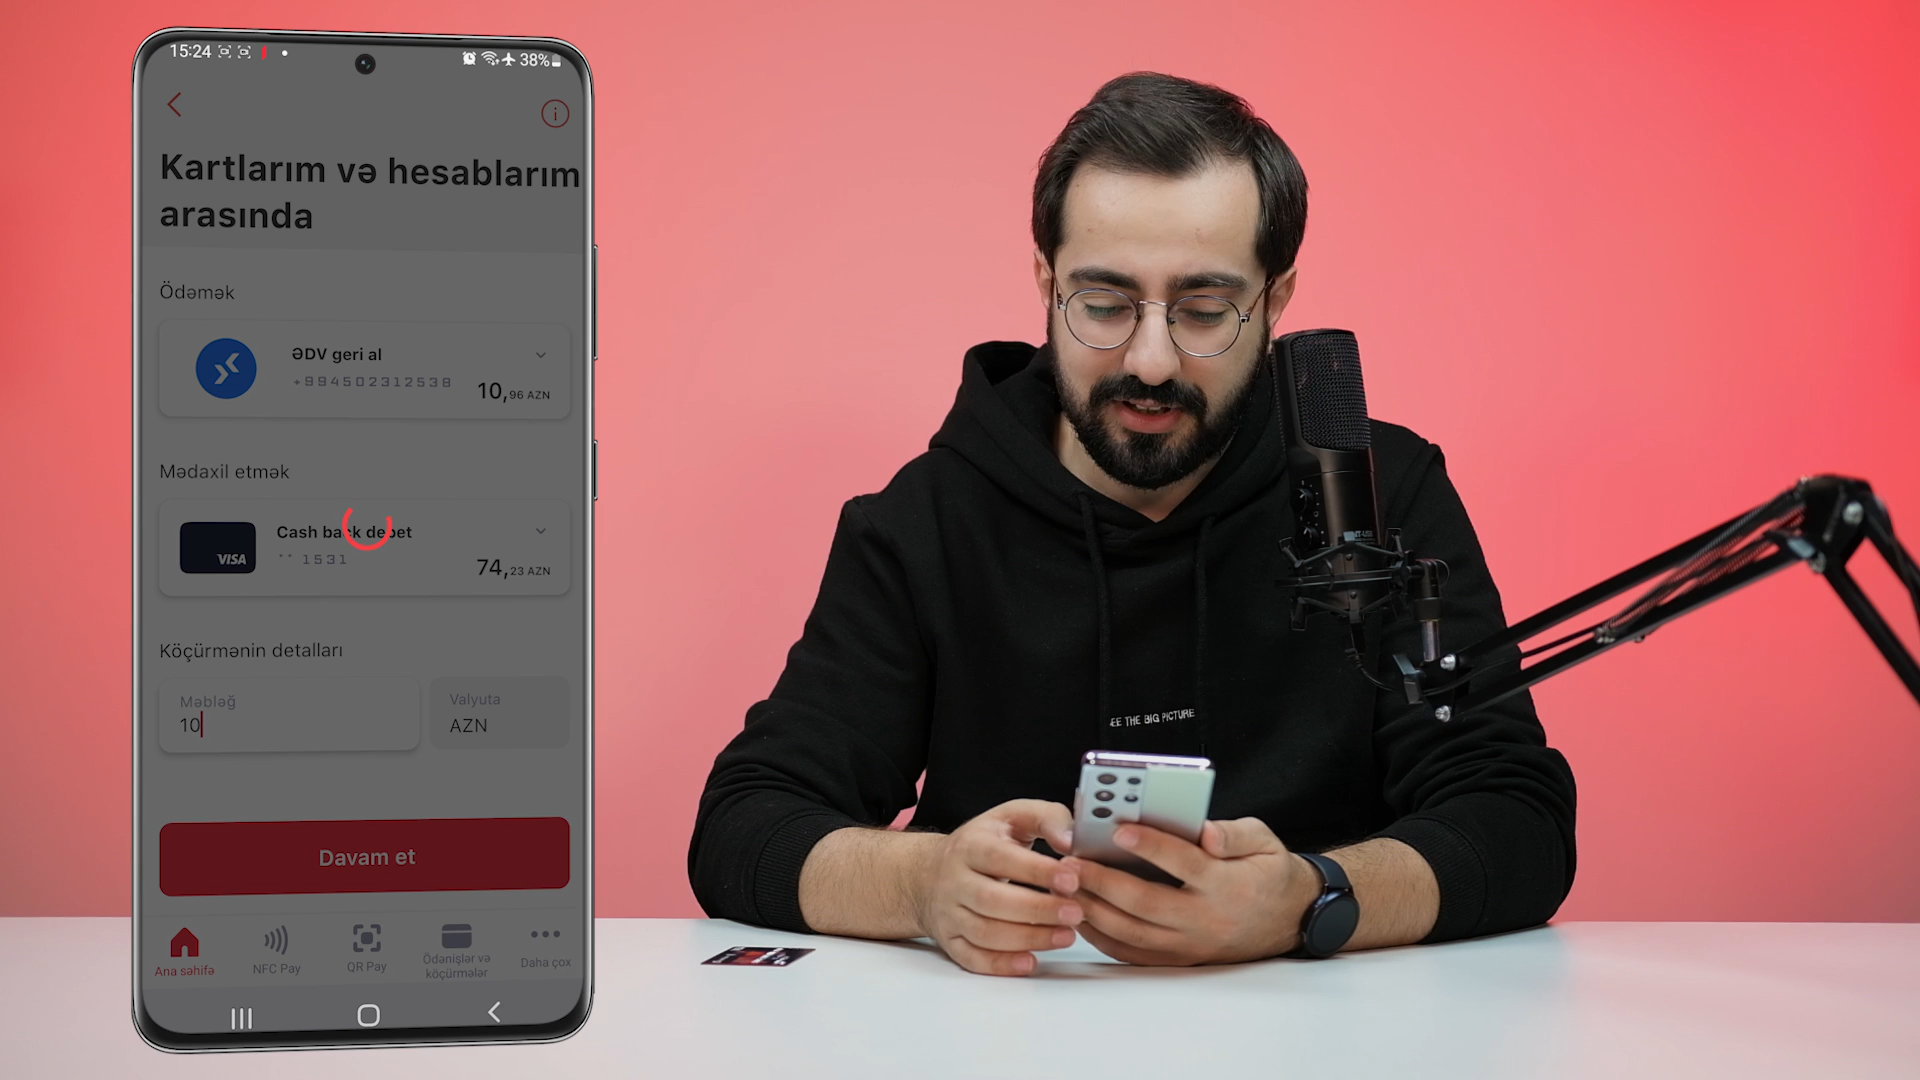 15:24
38%
Kartlarım və hesablarım
arasında
Ödəmək
ƏDV geri al
+994502312538
10,96 AZN
Mədaxil etmək
VISA
Cash back debet
** 1531
74,23 AZN
Köçürmənin detalları
Məbləğ
10
Valyuta
AZN
Davam et
Ana səhifə
NFC Pay
QR Pay
Ödənişlər və
köçürmələr
Daha çox
SEE THE BIG PICTURE